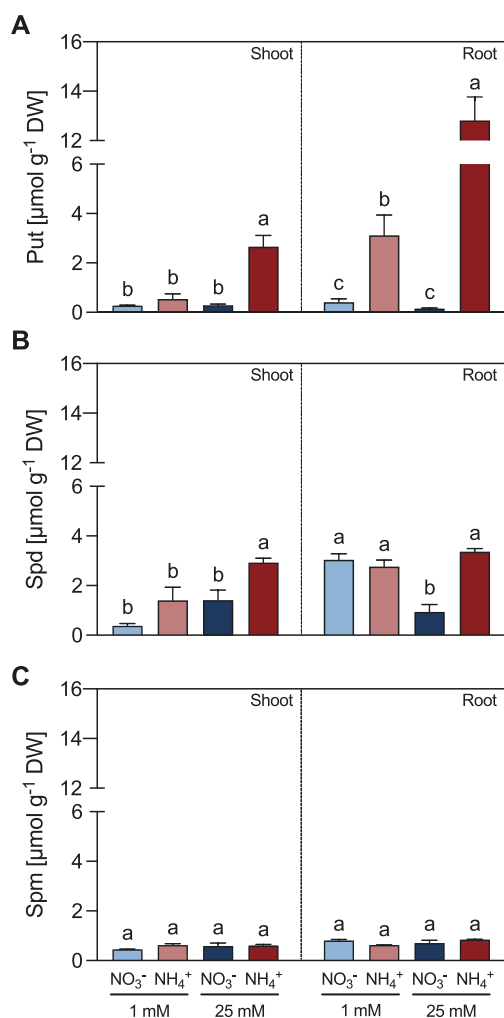 A
Put [µmol g⁻¹ DW]
16
14
12
6
4
2
0
Shoot
Root
b b b a
c b c a
B
Spd [µmol g⁻¹ DW]
16
14
12
6
4
2
0
Shoot
Root
b b b a
a a b a
C
Spm [µmol g⁻¹ DW]
16
14
12
6
4
2
0
Shoot
Root
a a a a
a a a a
NO₃⁻ NH₄⁺ NO₃⁻ NH₄⁺ NO₃⁻ NH₄⁺ NO₃⁻ NH₄⁺
1 mM 25 mM 1 mM 25 mM